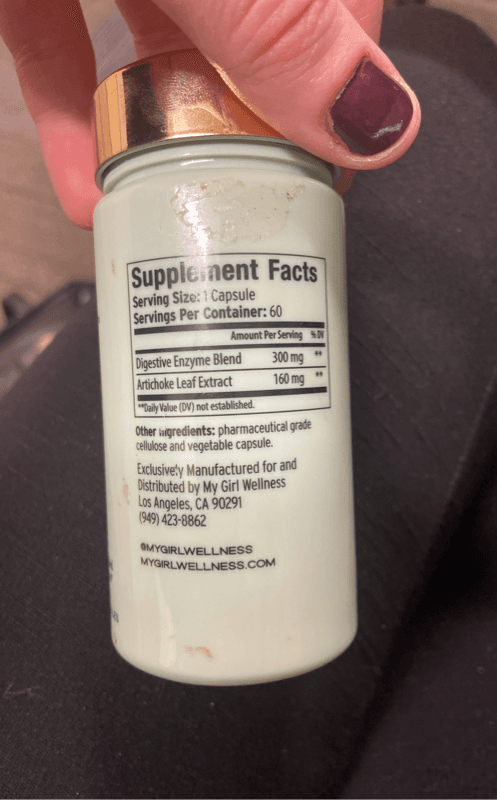 Supplement Facts
Serving Size: 1 Capsule
Servings Per Container: 60
Amount Per Serving % DV
Digestive Enzyme Blend 300 mg **
Artichoke Leaf Extract 160 mg **
**Daily Value (DV) not established.
Other ingredients: pharmaceutical grade
cellulose and vegetable capsule.
Exclusively Manufactured for and
Distributed by My Girl Wellness
Los Angeles, CA 90291
(949) 423-8862
@MYGIRLWELLNESS
MYGIRLWELLNESS.COM